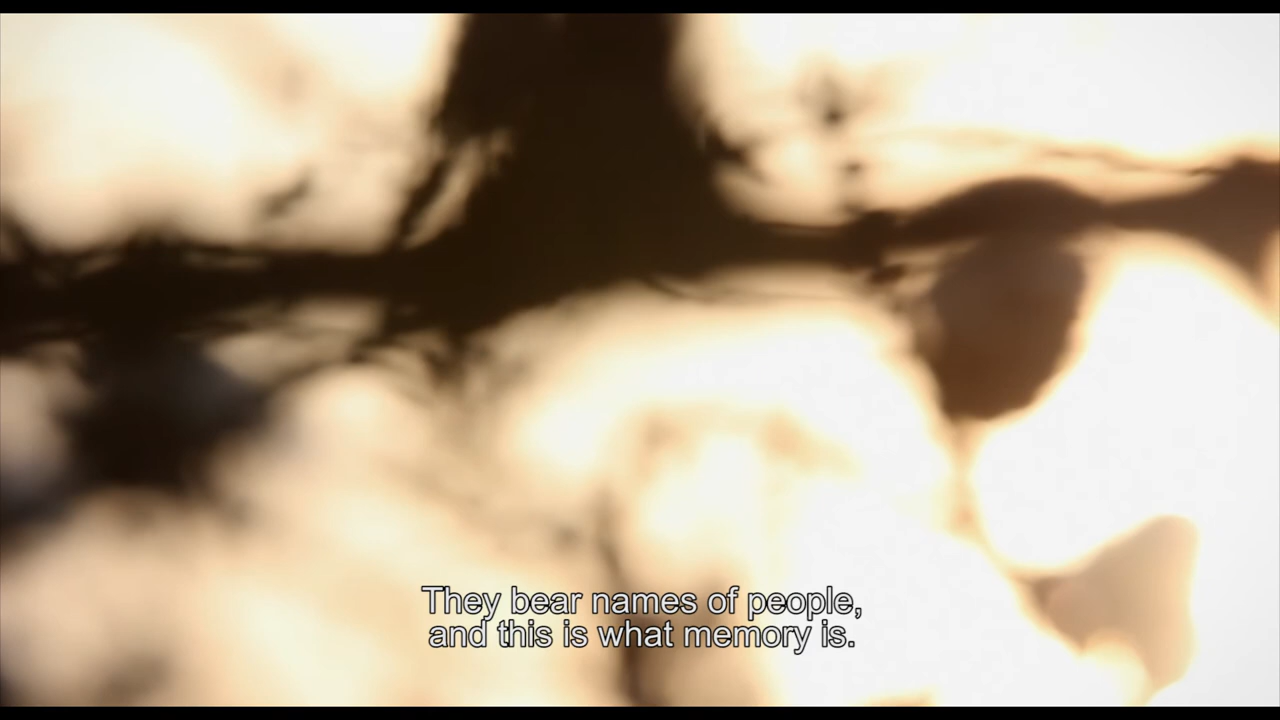 They bear names of people,
and this is what memory is.